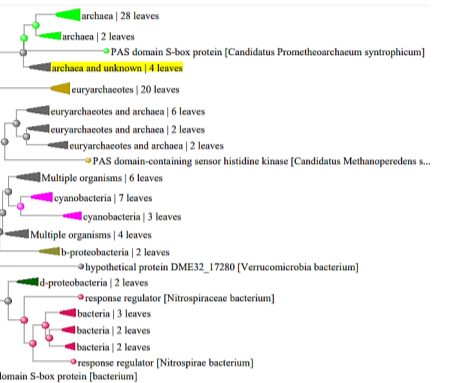 archaea | 28 leaves
archaea | 2 leaves
PAS domain S-box protein [Candidatus Prometheoarchaeum syntrophicum]
archaea and unknown | 4 leaves
euryarchaeotes | 20 leaves
euryarchaeotes and archaea | 6 leaves
euryarchaeotes and archaea | 2 leaves
euryarchaeotes and archaea | 2 leaves
PAS domain-containing sensor histidine kinase [Candidatus Methanoperedens s...
Multiple organisms | 6 leaves
cyanobacteria | 7 leaves
cyanobacteria | 3 leaves
Multiple organisms | 4 leaves
b-proteobacteria | 2 leaves
hypothetical protein DME32_17280 [Verrucomicrobia bacterium]
d-proteobacteria | 2 leaves
response regulator [Nitrospiraceae bacterium]
bacteria | 3 leaves
bacteria | 2 leaves
bacteria | 2 leaves
response regulator [Nitrospirae bacterium]
lomain S-box protein [bacterium]